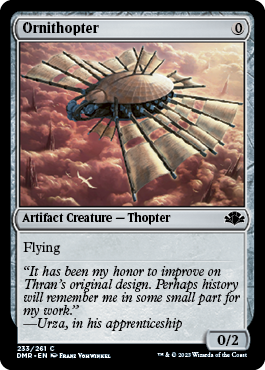 Ornithopter 0
Artifact Creature — Thopter
Flying
“It has been my honor to improve on
Thran’s original design. Perhaps history
will remember me in some small part for
my work.”
—Urza, in his apprenticeship
0/2
233/261 C
DMR • EN Franz Vohwinkel
™ & © 2023 Wizards of the Coast